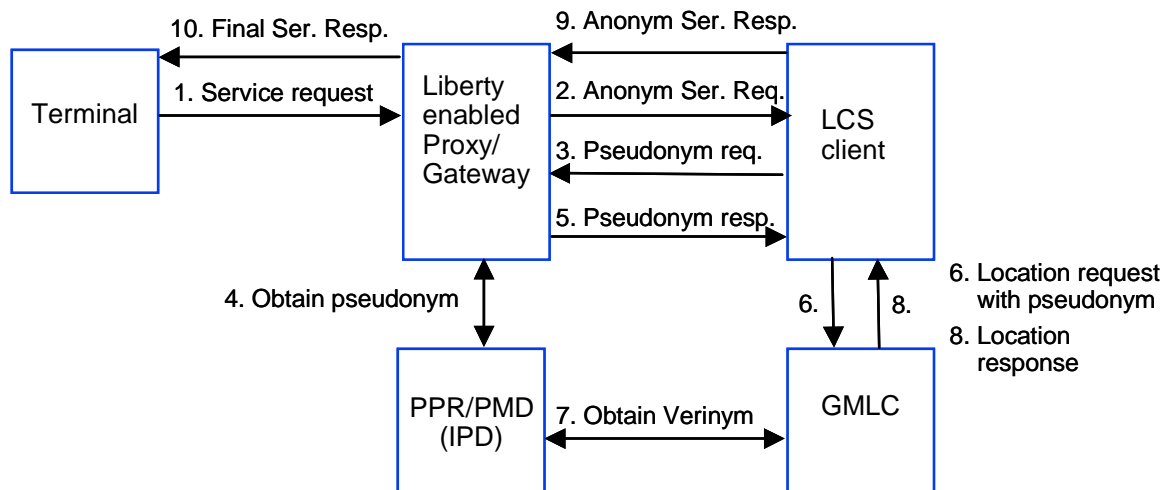 10. Final Ser. Resp.
9. Anonym Ser. Resp.
Terminal
1. Service request
Liberty
enabled
Proxy/
Gateway
2. Anonym Ser. Req.
LCS
client
3. Pseudonym req.
5. Pseudonym resp.
4. Obtain pseudonym
6.
8.
6. Location request
with pseudonym
8. Location
response
PPR/PMD
(IPD)
7. Obtain Verinym
GMLC